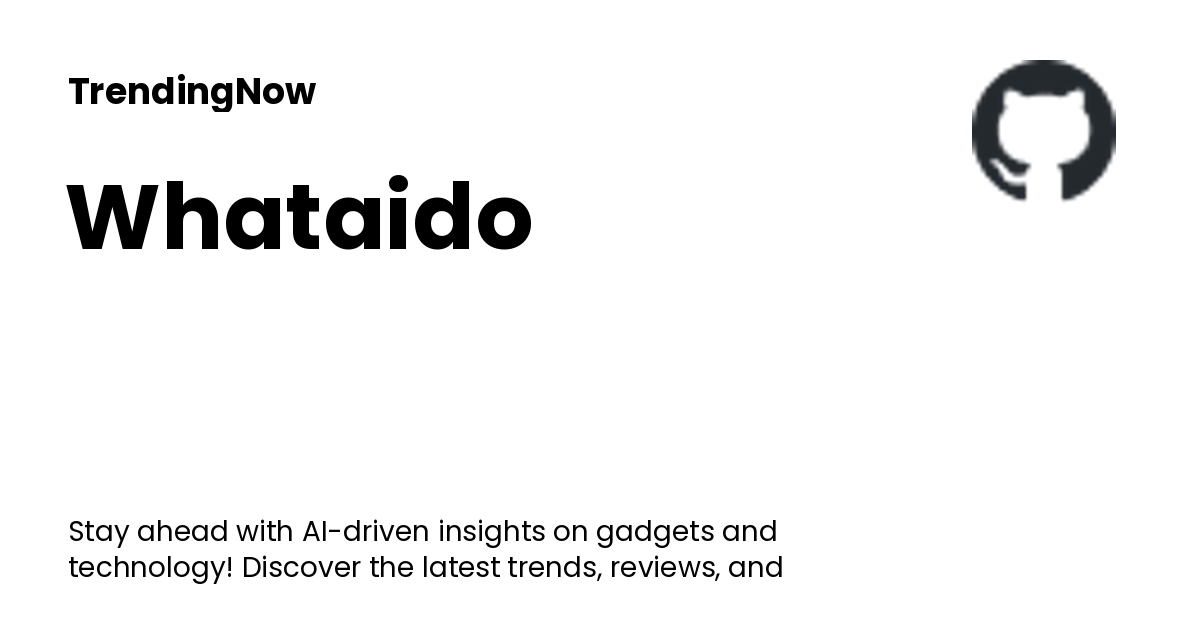 TrendingNow
Whataido
Stay ahead with AI-driven insights on gadgets and
technology! Discover the latest trends, reviews, and